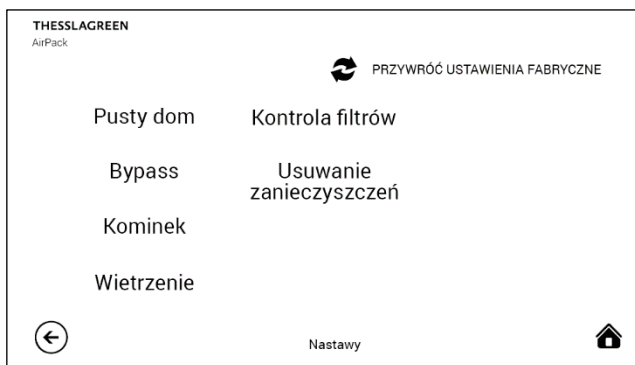 THESSLAGREEN
AirPack
PRZYWRÓĆ USTAWIENIA FABRYCZNE
Pusty dom
Kontrola filtrów
Bypass
Usuwanie
zanieczyszczeń
Kominek
Wietrzenie
Nastawy